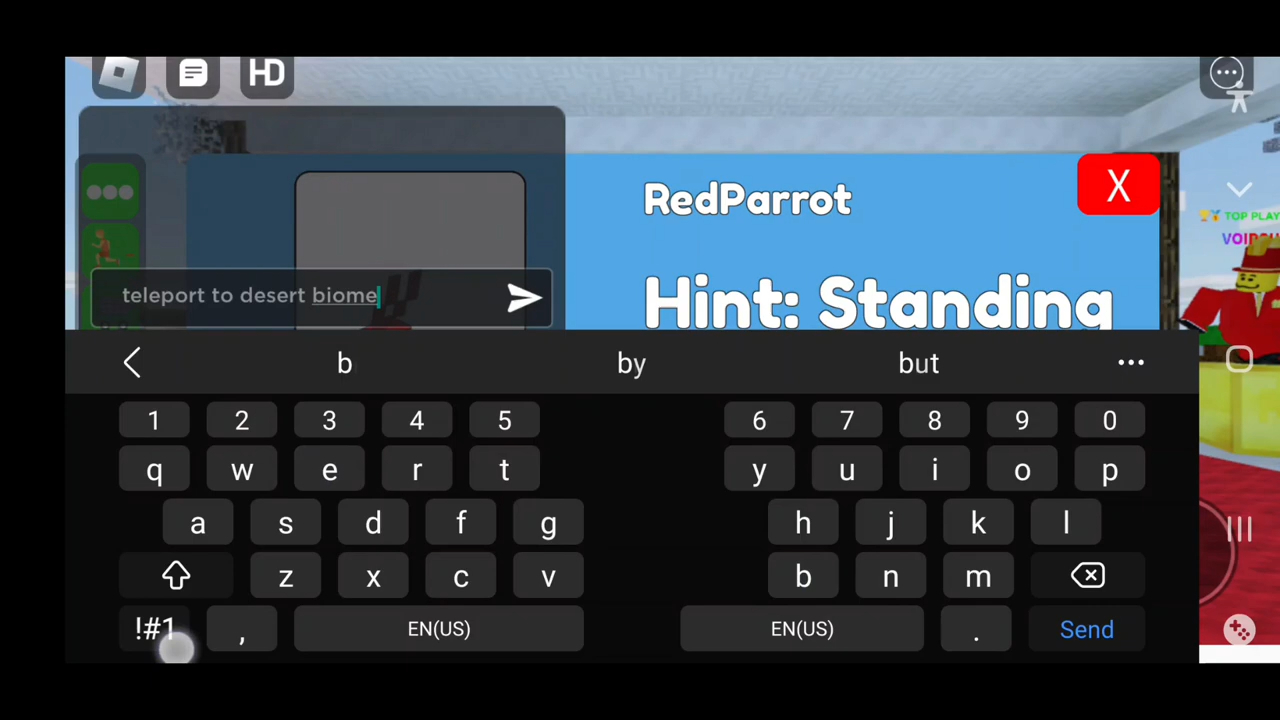 HD
RedParrot
X
TOP PLAY
VOIP
teleport to desert biome
Hint: Standing
b by but
1 2 3 4 5 6 7 8 9 0
q w e r t y u i o p
a s d f g h j k l
z x c v b n m
!#1 , EN(US) EN(US) . Send